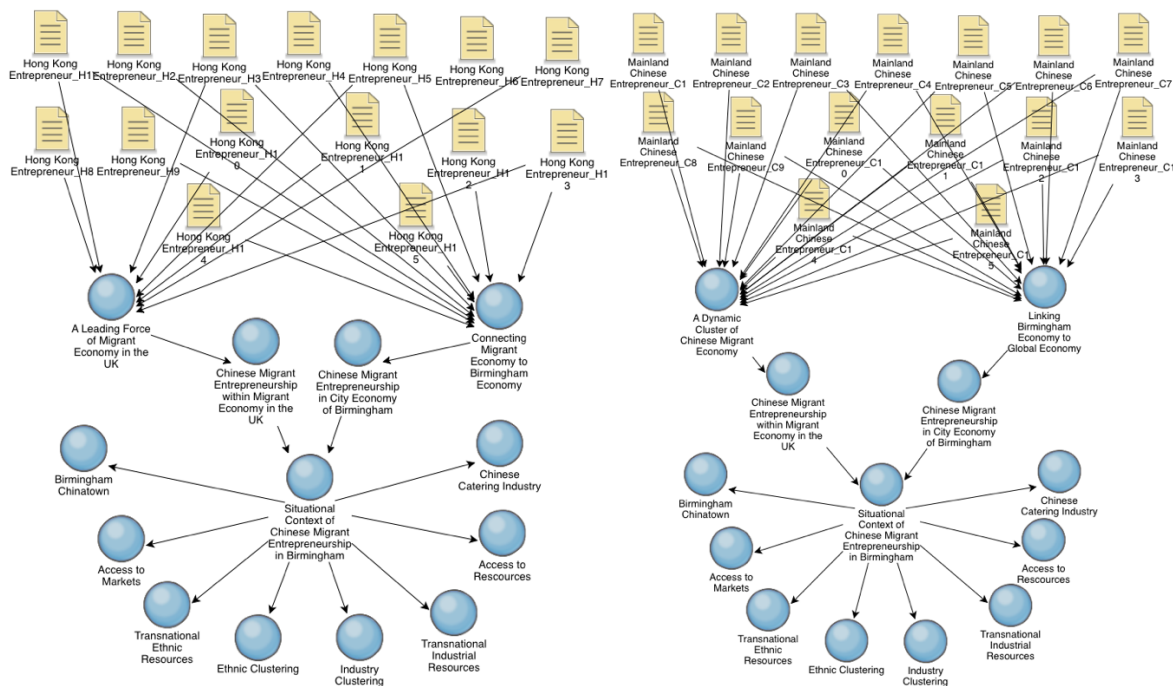 Hong Kong
Entrepreneur_H1
Hong Kong
Entrepreneur_H2
Hong Kong
Entrepreneur_H3
Hong Kong
Entrepreneur_H4
Hong Kong
Entrepreneur_H5
Hong Kong
Entrepreneur_H6
Hong Kong
Entrepreneur_H7
Hong Kong
Entrepreneur_H8
Hong Kong
Entrepreneur_H9
Hong Kong
Entrepreneur_H1
0
Hong Kong
Entrepreneur_H1
1
Hong Kong
Entrepreneur_H1
2
Hong Kong
Entrepreneur_H1
3
Hong Kong
Entrepreneur_H1
4
Hong Kong
Entrepreneur_H1
5
A Leading Force
of Migrant
Economy in the
UK
Connecting
Migrant
Economy to
Birmingham
Economy
Chinese Migrant
Entrepreneurship
within Migrant
Economy in the
UK
Chinese Migrant
Entrepreneurship
in City Economy
of Birmingham
Birmingham
Chinatown
Situational
Context of
Chinese Migrant
Entrepreneurship
in Birmingham
Chinese
Catering Industry
Access to
Markets
Access to
Rescources
Transnational
Ethnic
Resources
Ethnic Clustering
Industry
Clustering
Transnational
Industrial
Resources
Mainland
Chinese
Entrepreneur_C1
Mainland
Chinese
Entrepreneur_C2
Mainland
Chinese
Entrepreneur_C3
Mainland
Chinese
Entrepreneur_C4
Mainland
Chinese
Entrepreneur_C5
Mainland
Chinese
Entrepreneur_C6
Mainland
Chinese
Entrepreneur_C7
Mainland
Chinese
Entrepreneur_C8
Mainland
Chinese
Entrepreneur_C9
Mainland
Chinese
Entrepreneur_C1
0
Mainland
Chinese
Entrepreneur_C1
1
Mainland
Chinese
Entrepreneur_C1
2
Mainland
Chinese
Entrepreneur_C1
3
Mainland
Chinese
Entrepreneur_C1
4
Mainland
Chinese
Entrepreneur_C1
5
A Dynamic
Cluster of
Chinese Migrant
Economy
Linking
Birmingham
Economy to
Global Economy
Chinese Migrant
Entrepreneurship
within Migrant
Economy in the
UK
Chinese Migrant
Entrepreneurship
in City Economy
of Birmingham
Birmingham
Chinatown
Situational
Context of
Chinese Migrant
Entrepreneurship
in Birmingham
Chinese
Catering Industry
Access to
Markets
Access to
Rescources
Transnational
Ethnic
Resources
Ethnic Clustering
Industry
Clustering
Transnational
Industrial
Resources